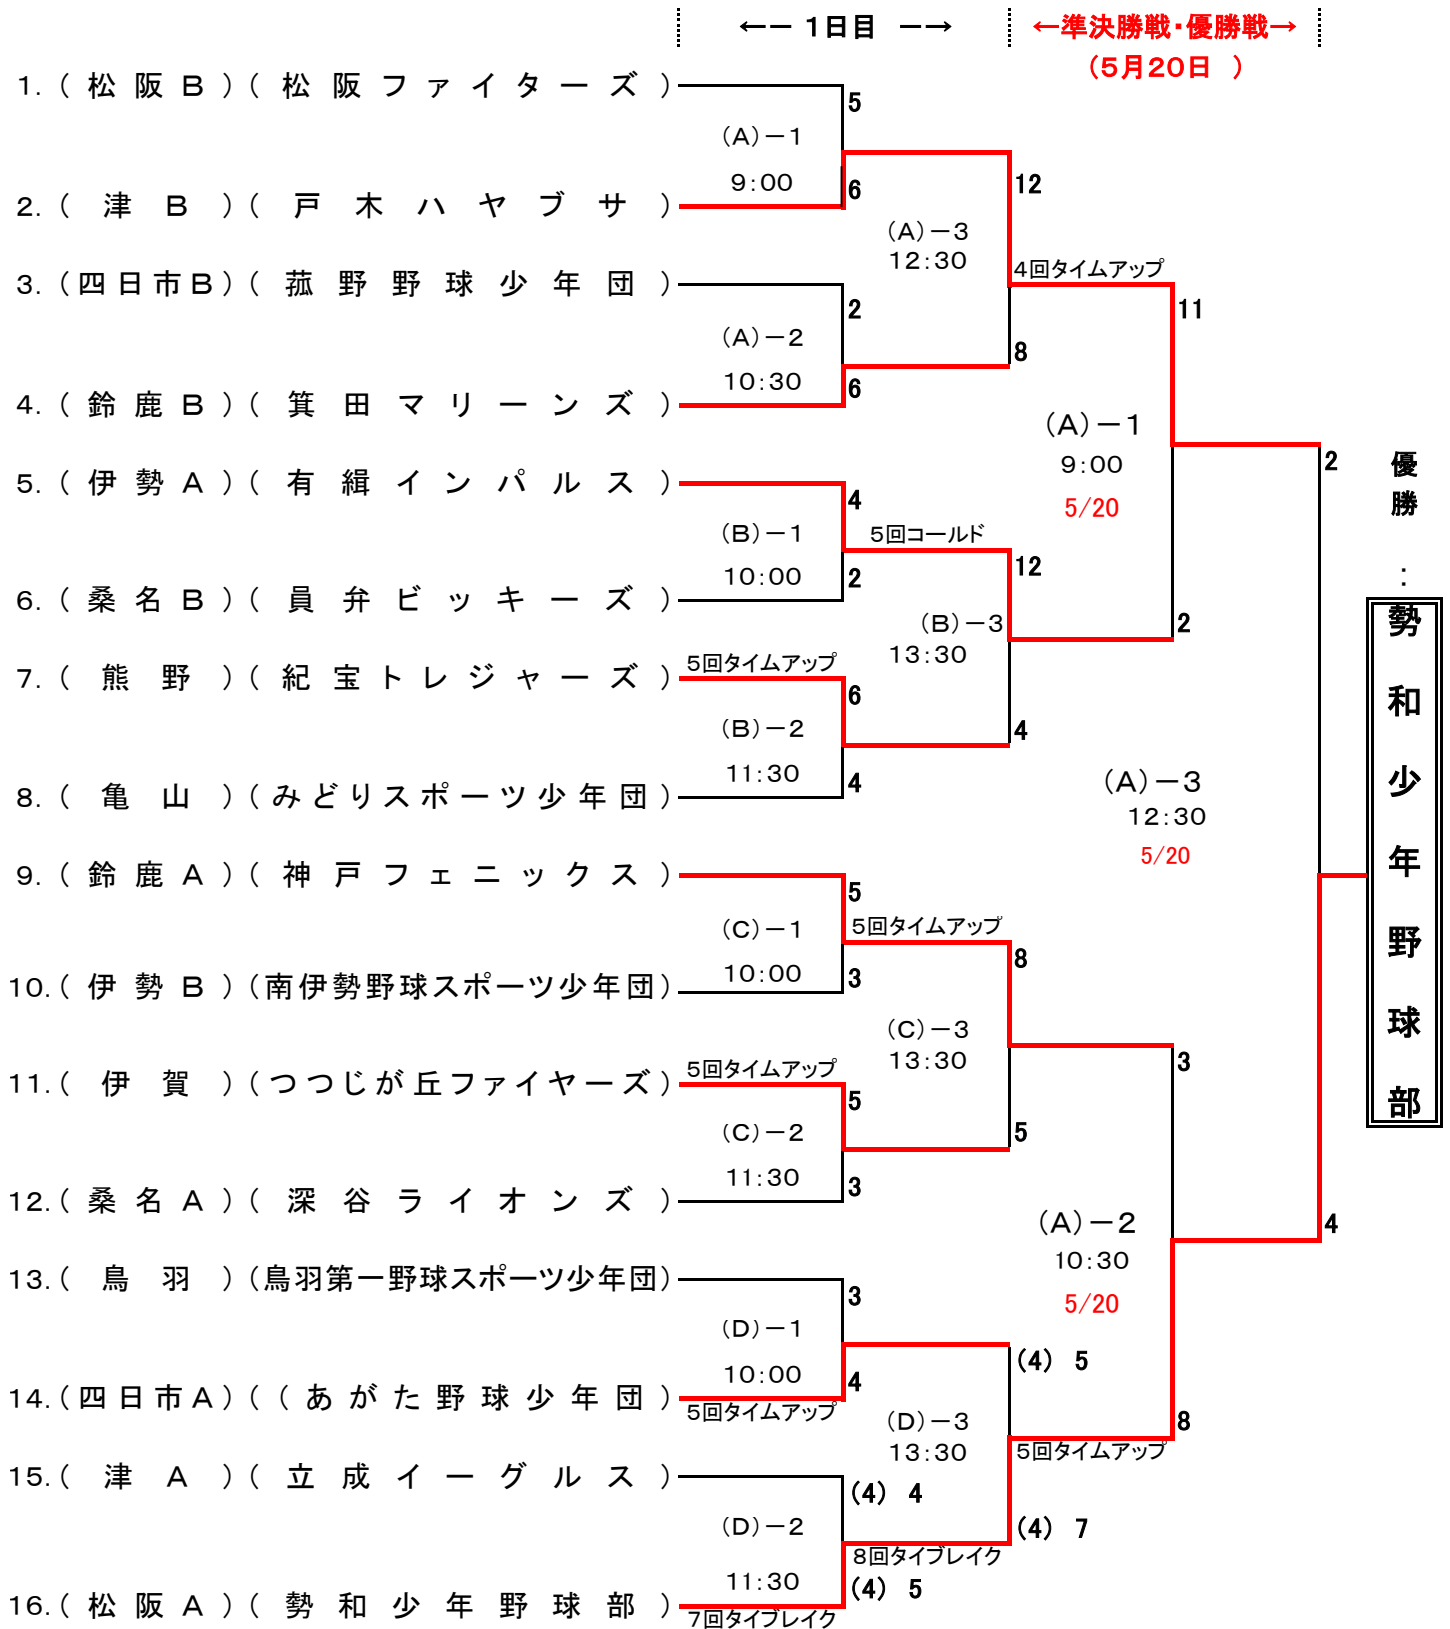 ←－ 1日目 －→
←準決勝戦・優勝戦→
（5月20日 ）
1.（松阪B）（松阪ファイターズ）
5
（A）－1
9:00
6
2.（津B）（戸木ハヤブサ）
12
（A）－3
12:30
3.（四日市B）（菰野野球少年団）
4回タイムアップ
2
11
（A）－2
10:30
8
6
4.（鈴鹿B）（箕田マリーンズ）
（A）－1
9:00
5/20
2
優勝：
5.（伊勢A）（有緝インパルス）
4
（B）－1
10:00
5回コールド
12
2
6.（桑名B）（員弁ビッキーズ）
（B）－3
13:30
2
7.（熊野）（紀宝トレジャーズ）
5回タイムアップ
6
（B）－2
11:30
4
4
8.（亀山）（みどりスポーツ少年団）
（A）－3
12:30
5/20
勢和少年野球部
9.（鈴鹿A）（神戸フェニックス）
5
（C）－1
10:00
5回タイムアップ
8
3
10.（伊勢B）（南伊勢野球スポーツ少年団）
（C）－3
13:30
3
11.（伊賀）（つつじが丘ファイヤーズ）
5回タイムアップ
5
（C）－2
11:30
5
3
12.（桑名A）（深谷ライオンズ）
（A）－2
10:30
5/20
4
13.（鳥羽）（鳥羽第一野球スポーツ少年団）
3
（D）－1
10:00
(4) 5
4
14.（四日市A）（（あがた野球少年団）
5回タイムアップ
（D）－3
13:30
8
5回タイムアップ
15.（津A）（立成イーグルス）
(4) 4
（D）－2
11:30
(4) 7
8回タイブレイク
(4) 5
16.（松阪A）（勢和少年野球部）
7回タイブレイク